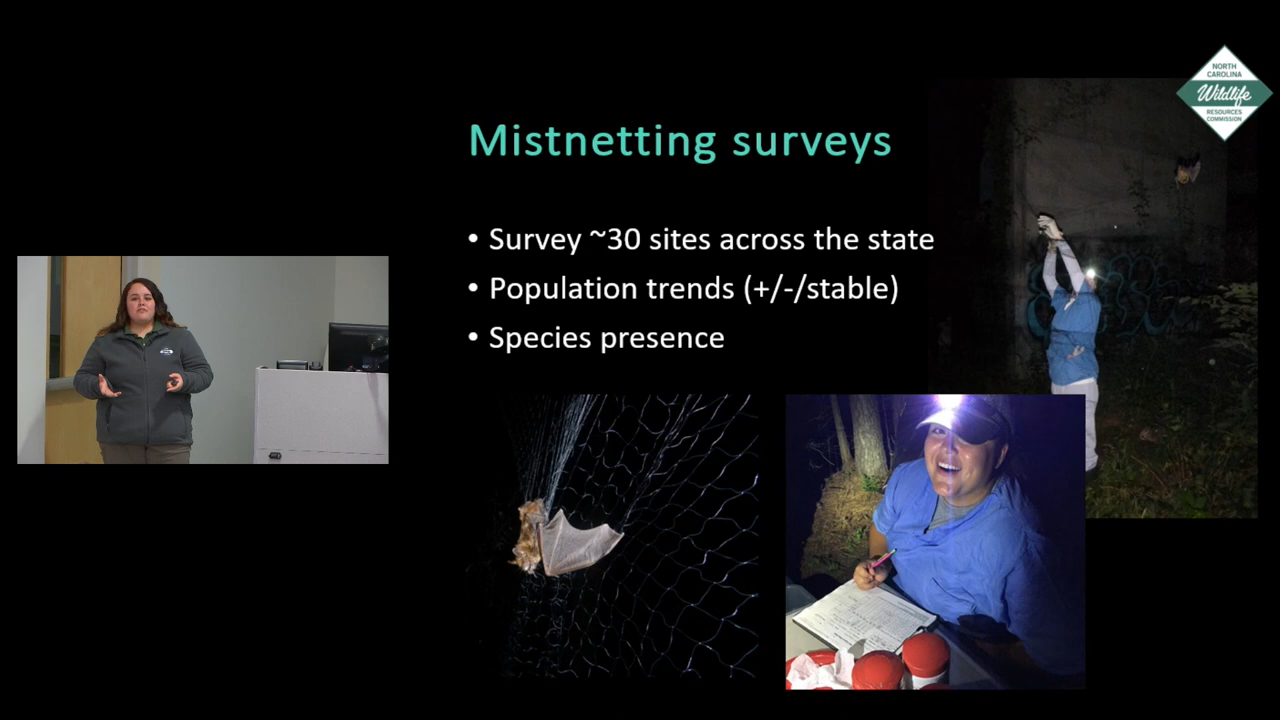 NORTH
CAROLINA
Wildlife
RESOURCES
COMMISSION
Mistnetting surveys
• Survey ~30 sites across the state
• Population trends (+/-/stable)
• Species presence